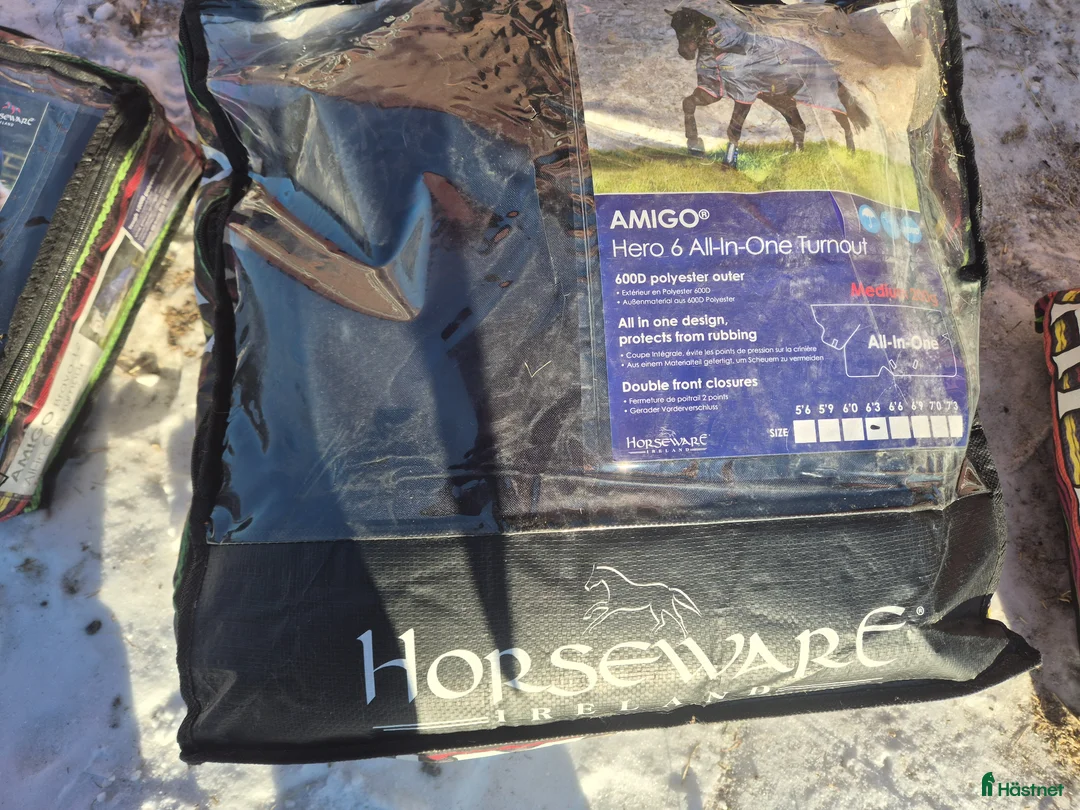 AMIGO®
Hero 6 All-In-One Turnout
600D polyester outer
• Extérieur en Polyester 600D
• Außenmaterial aus 600D Polyester
Medium
All in one design,
protects from rubbing
• Coupe Intégrale, évite les points de pression sur la crinière
• Aus einem Materialteil gefertigt, um Scheuern zu vermeiden
All-In-One
Double front closures
• Fermeture de poitrail 2 points
• Gerader Vorderverschluss
5'6 5'9 6'0 6'3 6'6 6'9 7'0 7'3
SIZE
HORSEWARE
IRELAND
HORSEWARE®
IRELAND
AMIGO
Hästnet